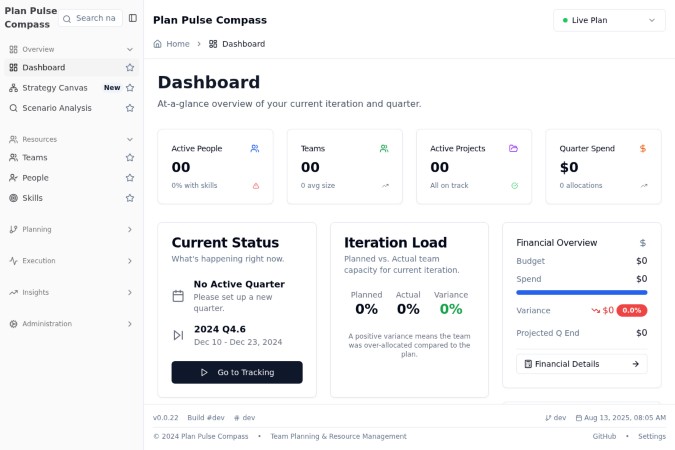 Plan Pulse
Compass
Search na
Overview
Dashboard
Strategy Canvas New
Scenario Analysis
Resources
Teams
People
Skills
Planning
Execution
Insights
Administration
Plan Pulse Compass
Live Plan
Home
Dashboard
Dashboard
At-a-glance overview of your current iteration and quarter.
Active People
00
0% with skills
Teams
00
0 avg size
Active Projects
00
All on track
Quarter Spend
$0
0 allocations
Current Status
What's happening right now.
No Active Quarter
Please set up a new
quarter.
2024 Q4.6
Dec 10 - Dec 23, 2024
Go to Tracking
Iteration Load
Planned vs. Actual team
capacity for current iteration.
Planned Actual Variance
0% 0% 0%
A positive variance means the team
was over-allocated compared to the
plan.
Financial Overview
Budget $0
Spend $0
Variance $0 0.0%
Projected Q End $0
Financial Details
v0.0.22 Build #dev dev
dev Aug 13, 2025, 08:05 AM
© 2024 Plan Pulse Compass • Team Planning & Resource Management
GitHub • Settings